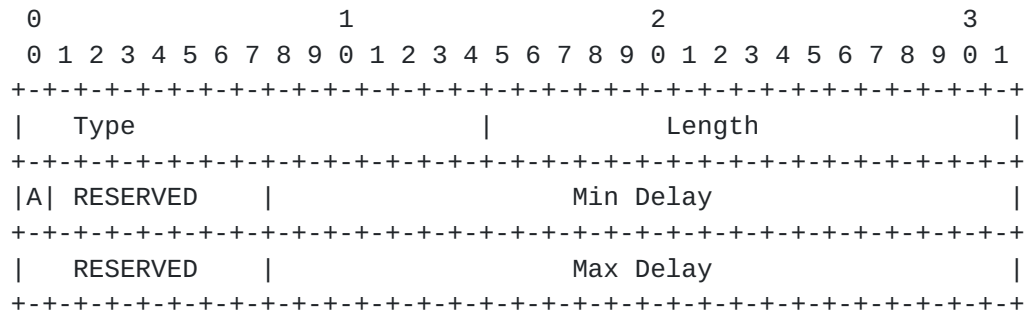 0                   1                   2                   3
 0 1 2 3 4 5 6 7 8 9 0 1 2 3 4 5 6 7 8 9 0 1 2 3 4 5 6 7 8 9 0 1
+-+-+-+-+-+-+-+-+-+-+-+-+-+-+-+-+-+-+-+-+-+-+-+-+-+-+-+-+-+-+-+-+
|   Type                      |           Length                |
+-+-+-+-+-+-+-+-+-+-+-+-+-+-+-+-+-+-+-+-+-+-+-+-+-+-+-+-+-+-+-+-+
|A| RESERVED    |                   Min Delay                   |
+-+-+-+-+-+-+-+-+-+-+-+-+-+-+-+-+-+-+-+-+-+-+-+-+-+-+-+-+-+-+-+-+
|   RESERVED    |                   Max Delay                   |
+-+-+-+-+-+-+-+-+-+-+-+-+-+-+-+-+-+-+-+-+-+-+-+-+-+-+-+-+-+-+-+-+